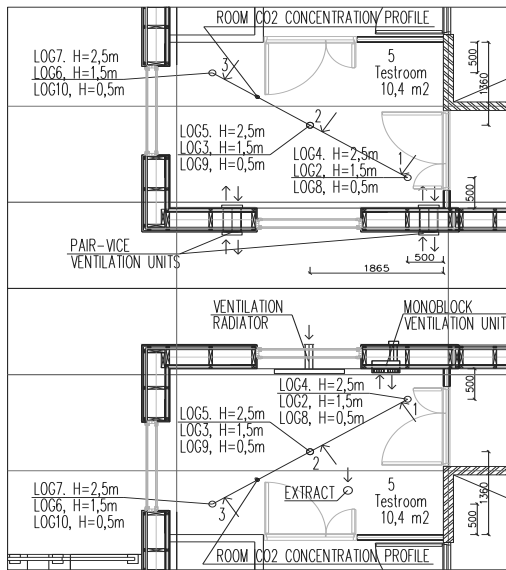 ROOM CO2 CONCENTRATION PROFILE
LOG7. H=2,5m
LOG6, H=1,5m
LOG10, H=0,5m
3
5
Testroom
10,4 m2
500
1360
LOG5. H=2,5m
LOG3, H=1,5m
LOG9, H=0,5m
2
LOG4. H=2,5m
LOG2, H=1,5m
LOG8, H=0,5m
1
500
PAIR-VICE
VENTILATION UNITS
500
1865
VENTILATION
RADIATOR
MONOBLOCK
VENTILATION UNIT
LOG4. H=2,5m
LOG2, H=1,5m
LOG8, H=0,5m
1
500
LOG5. H=2,5m
LOG3, H=1,5m
LOG9, H=0,5m
2
LOG7. H=2,5m
LOG6, H=1,5m
LOG10, H=0,5m
3
EXTRACT
5
Testroom
10,4 m2
1360
500
ROOM CO2 CONCENTRATION PROFILE